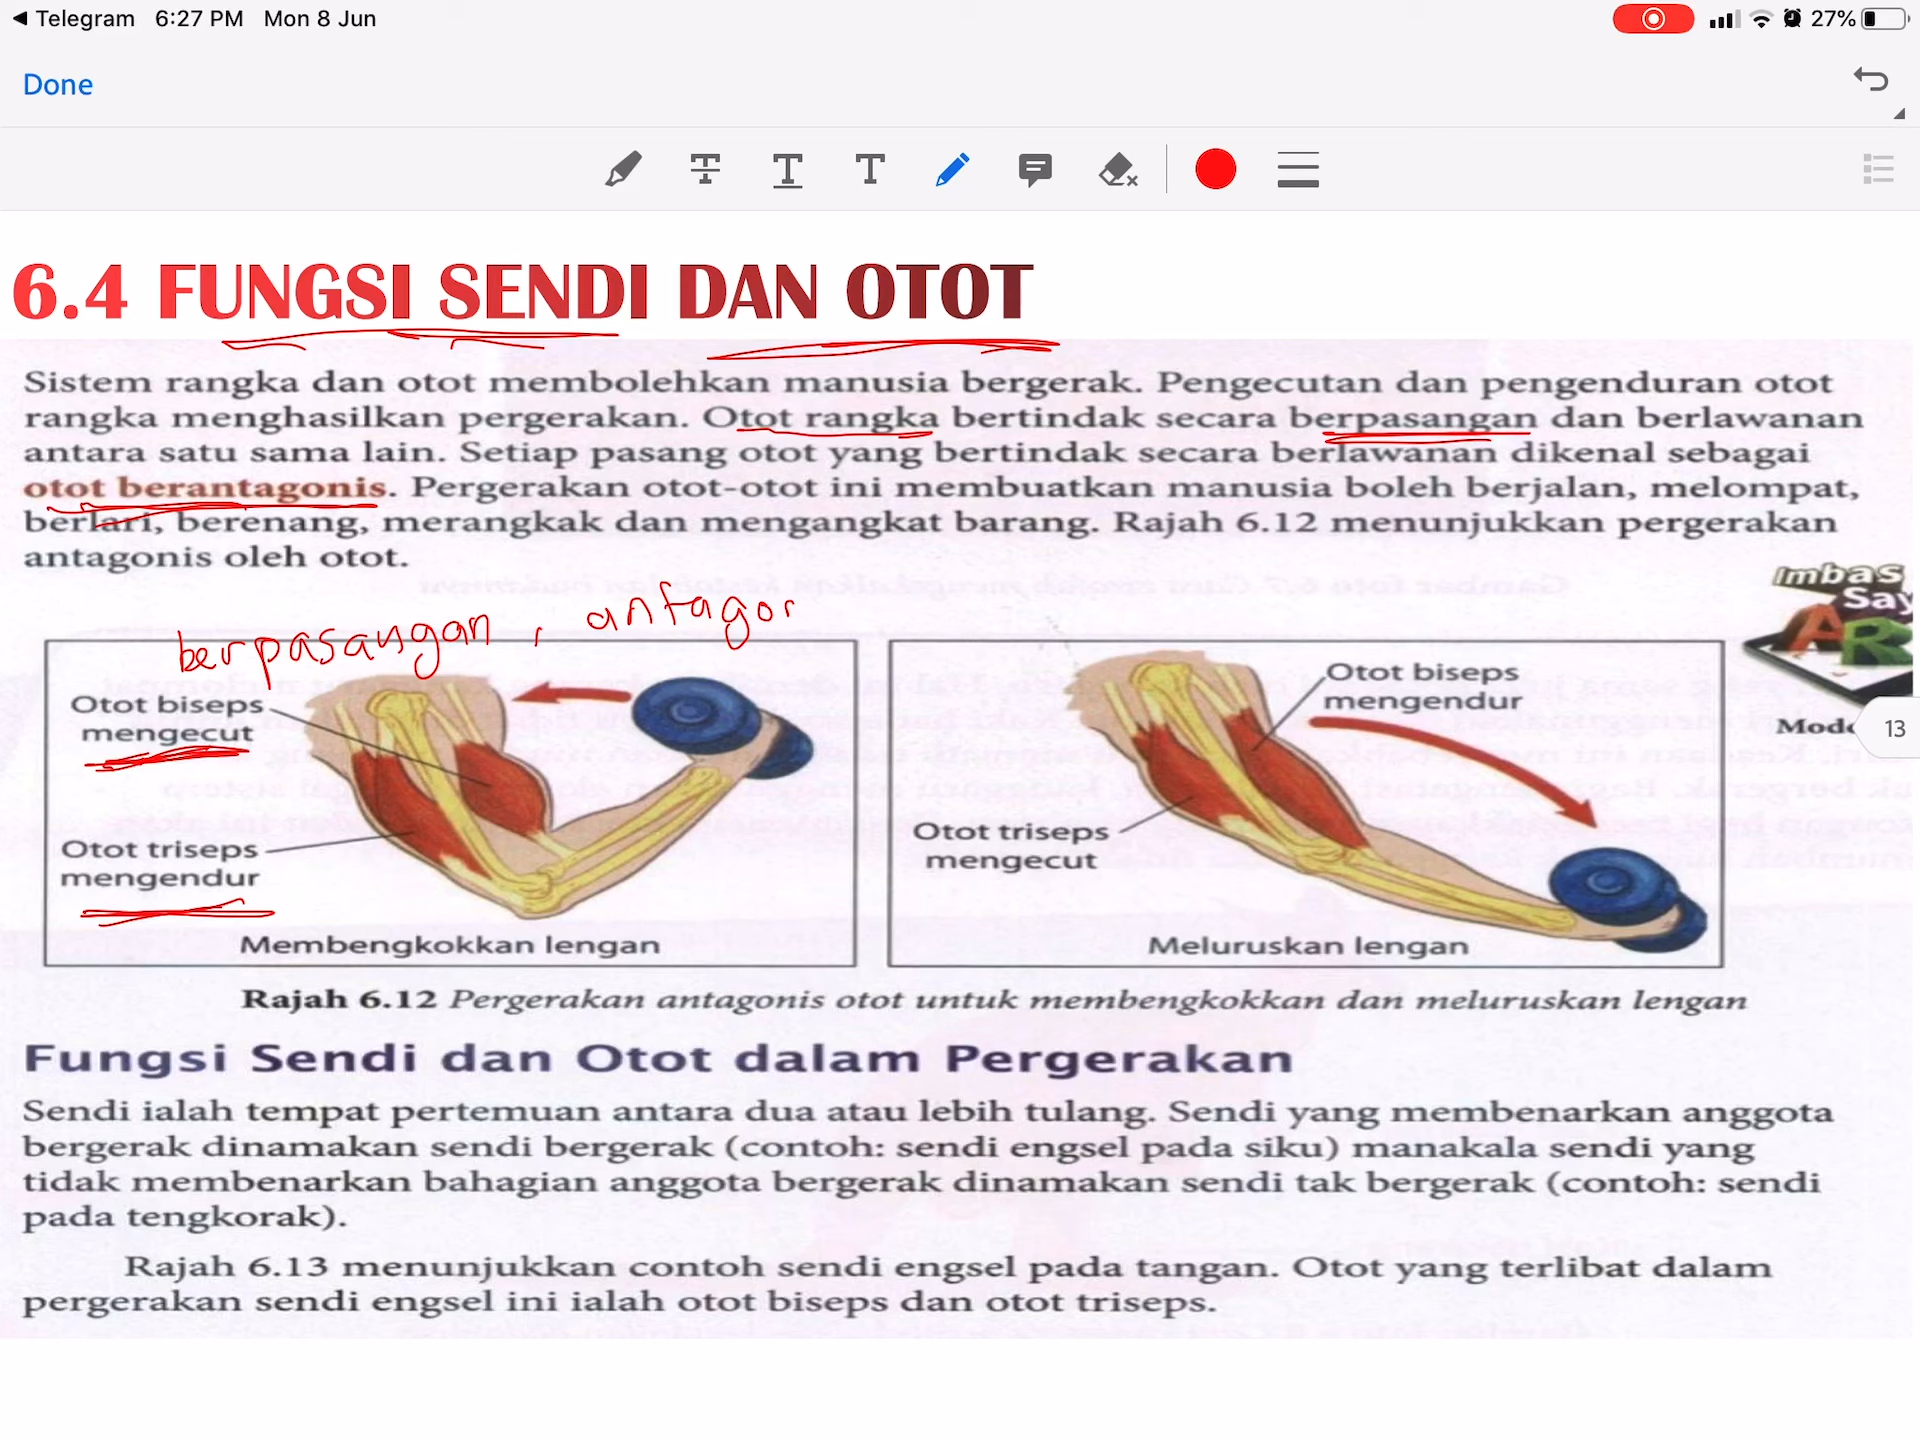 Telegram 6:27 PM Mon 8 Jun 27%
Done
6.4 FUNGSI SENDI DAN OTOT
Sistem rangka dan otot membolehkan manusia bergerak. Pengecutan dan pengenduran otot
rangka menghasilkan pergerakan. Otot rangka bertindak secara berpasangan dan berlawanan
antara satu sama lain. Setiap pasang otot yang bertindak secara berlawanan dikenal sebagai
otot berantagonis. Pergerakan otot-otot ini membuatkan manusia boleh berjalan, melompat,
berlari, berenang, merangkak dan mengangkat barang. Rajah 6.12 menunjukkan pergerakan
antagonis oleh otot.
berpasangan , antagor
Imbas
Say
AR
Mode
13
Otot biseps
mengecut
Otot triseps
mengendur
Membengkokkan lengan
Otot biseps
mengendur
Otot triseps
mengecut
Meluruskan lengan
Rajah 6.12 Pergerakan antagonis otot untuk membengkokkan dan meluruskan lengan
Fungsi Sendi dan Otot dalam Pergerakan
Sendi ialah tempat pertemuan antara dua atau lebih tulang. Sendi yang membenarkan anggota
bergerak dinamakan sendi bergerak (contoh: sendi engsel pada siku) manakala sendi yang
tidak membenarkan bahagian anggota bergerak dinamakan sendi tak bergerak (contoh: sendi
pada tengkorak).
Rajah 6.13 menunjukkan contoh sendi engsel pada tangan. Otot yang terlibat dalam
pergerakan sendi engsel ini ialah otot biseps dan otot triseps.